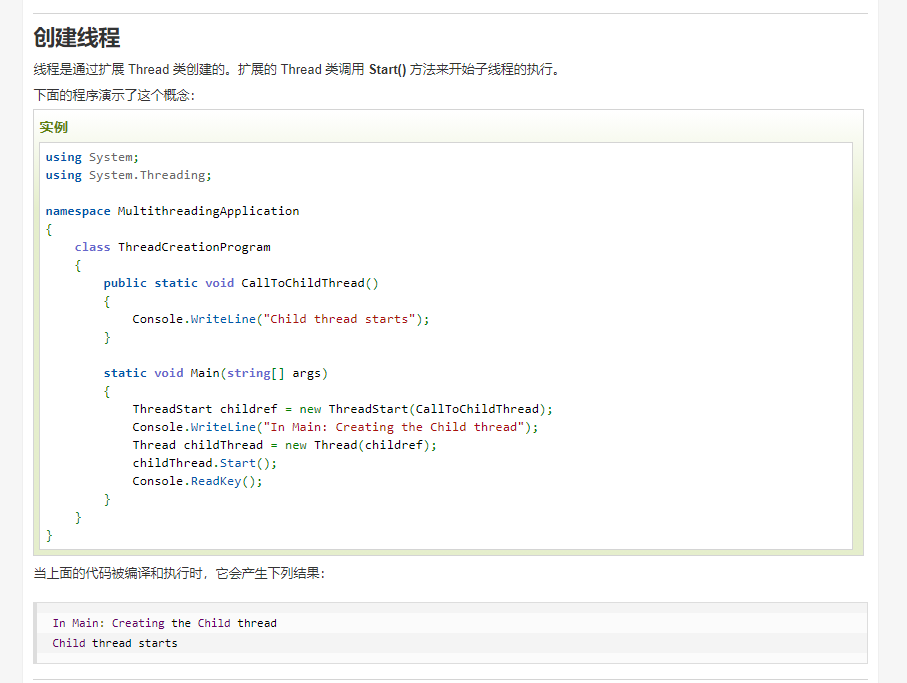 创建线程
线程是通过扩展 Thread 类创建的。扩展的 Thread 类调用 Start() 方法来开始子线程的执行。
下面的程序演示了这个概念：
实例
using System;
using System.Threading;
namespace MultithreadingApplication
{
    class ThreadCreationProgram
    {
        public static void CallToChildThread()
        {
            Console.WriteLine("Child thread starts");
        }
        static void Main(string[] args)
        {
            ThreadStart childref = new ThreadStart(CallToChildThread);
            Console.WriteLine("In Main: Creating the Child thread");
            Thread childThread = new Thread(childref);
            childThread.Start();
            Console.ReadKey();
        }
    }
}
当上面的代码被编译和执行时，它会产生下列结果：
In Main: Creating the Child thread
Child thread starts